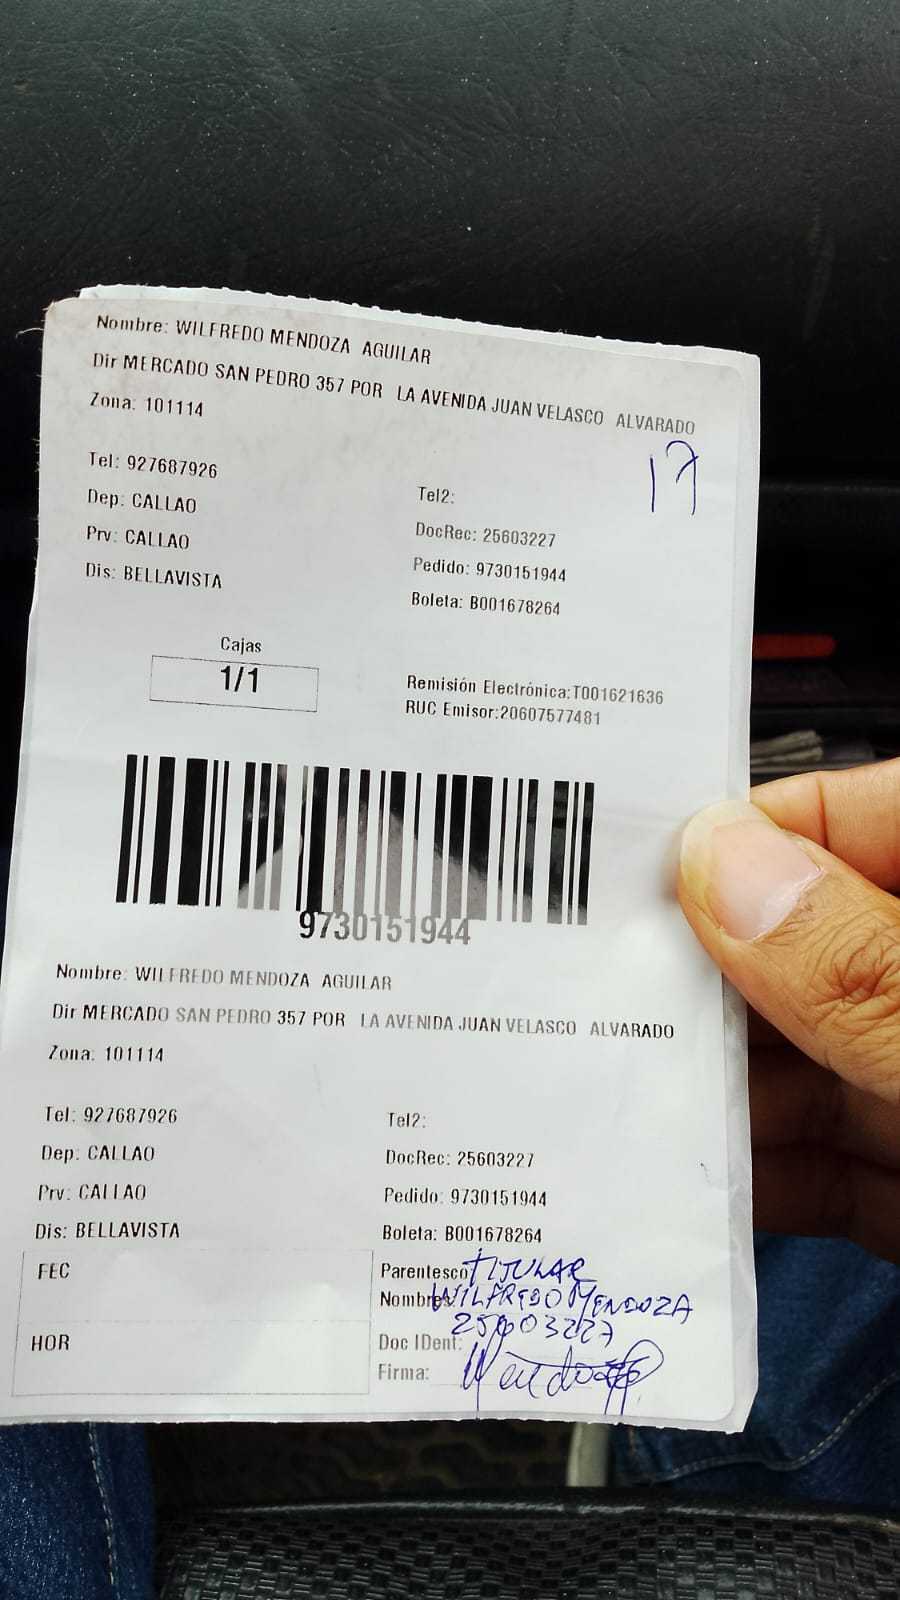 Nombre: WILFREDO MENDOZA AGUILAR
Dir MERCADO SAN PEDRO 357 POR LA AVENIDA JUAN VELASCO ALVARADO
Zona: 101114
17
Tel: 927687926
Tel2:
Dep: CALLAO
DocRec: 25603227
Prv: CALLAO
Pedido: 9730151944
Dis: BELLAVISTA
Boleta: B001678264
Cajas
1/1
Remisión Electrónica:T001621636
RUC Emisor:20607577481
9730151944
Nombre: WILFREDO MENDOZA AGUILAR
Dir MERCADO SAN PEDRO 357 POR LA AVENIDA JUAN VELASCO ALVARADO
Zona: 101114
Tel: 927687926
Tel2:
Dep: CALLAO
DocRec: 25603227
Prv: CALLAO
Pedido: 9730151944
Dis: BELLAVISTA
Boleta: B001678264
FEC
Parentesco TITULAR
Nombres: WILFREDO MENDOZA
25603227
HOR
Doc IDent:
Firma: